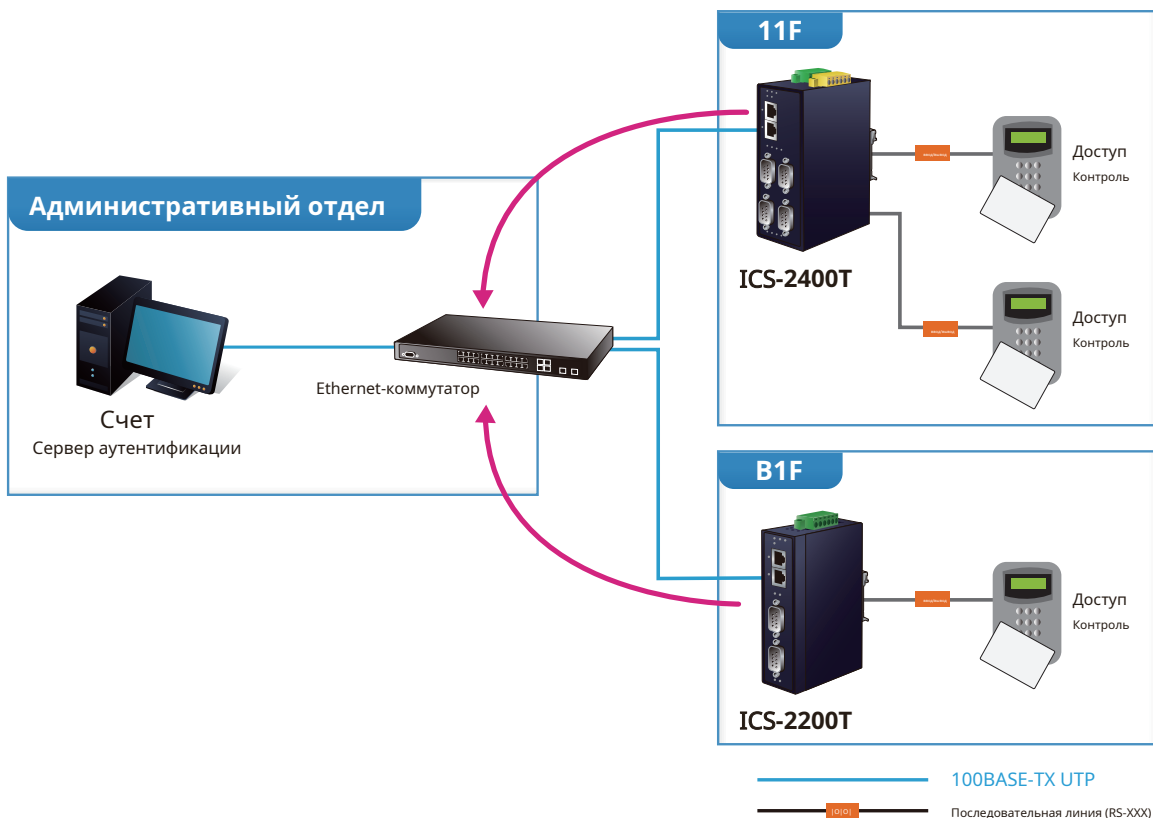 11F
Доступ
Контроль
ICS-2400T
Доступ
Контроль
Административный отдел
Ethernet-коммутатор
Счет
Сервер аутентификации
B1F
Доступ
Контроль
ICS-2200T
100BASE-TX UTP
|O|O|
Последовательная линия (RS-XXX)